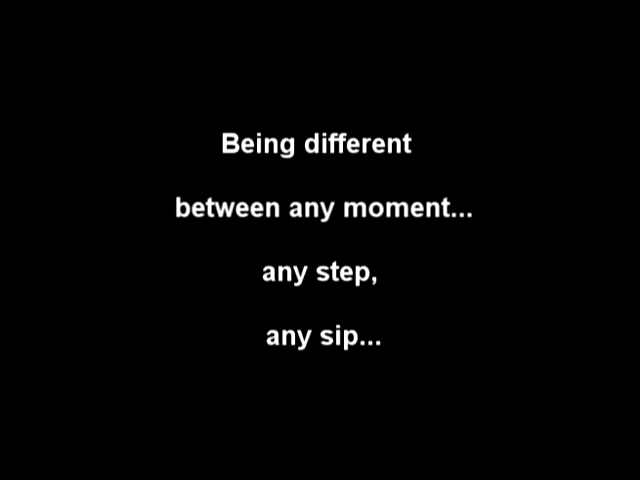 Being different
between any moment...
any step,
any sip...